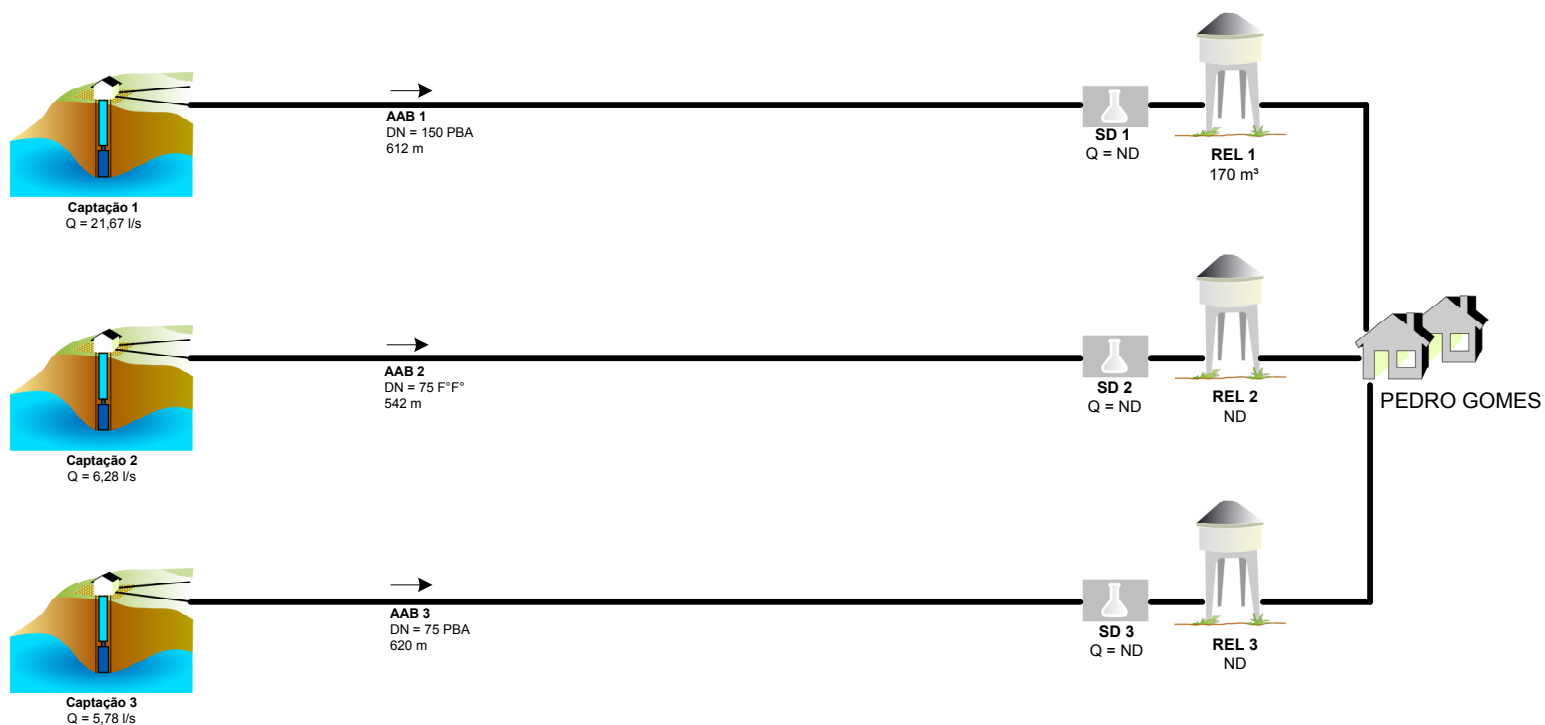 AAB 1
DN = 150 PBA
612 m
SD 1
Q = ND
REL 1
170 m³
Captação 1
Q = 21,67 l/s
AAB 2
DN = 75 F°F°
542 m
SD 2
Q = ND
REL 2
ND
PEDRO GOMES
Captação 2
Q = 6,28 l/s
AAB 3
DN = 75 PBA
620 m
SD 3
Q = ND
REL 3
ND
Captação 3
Q = 5,78 l/s